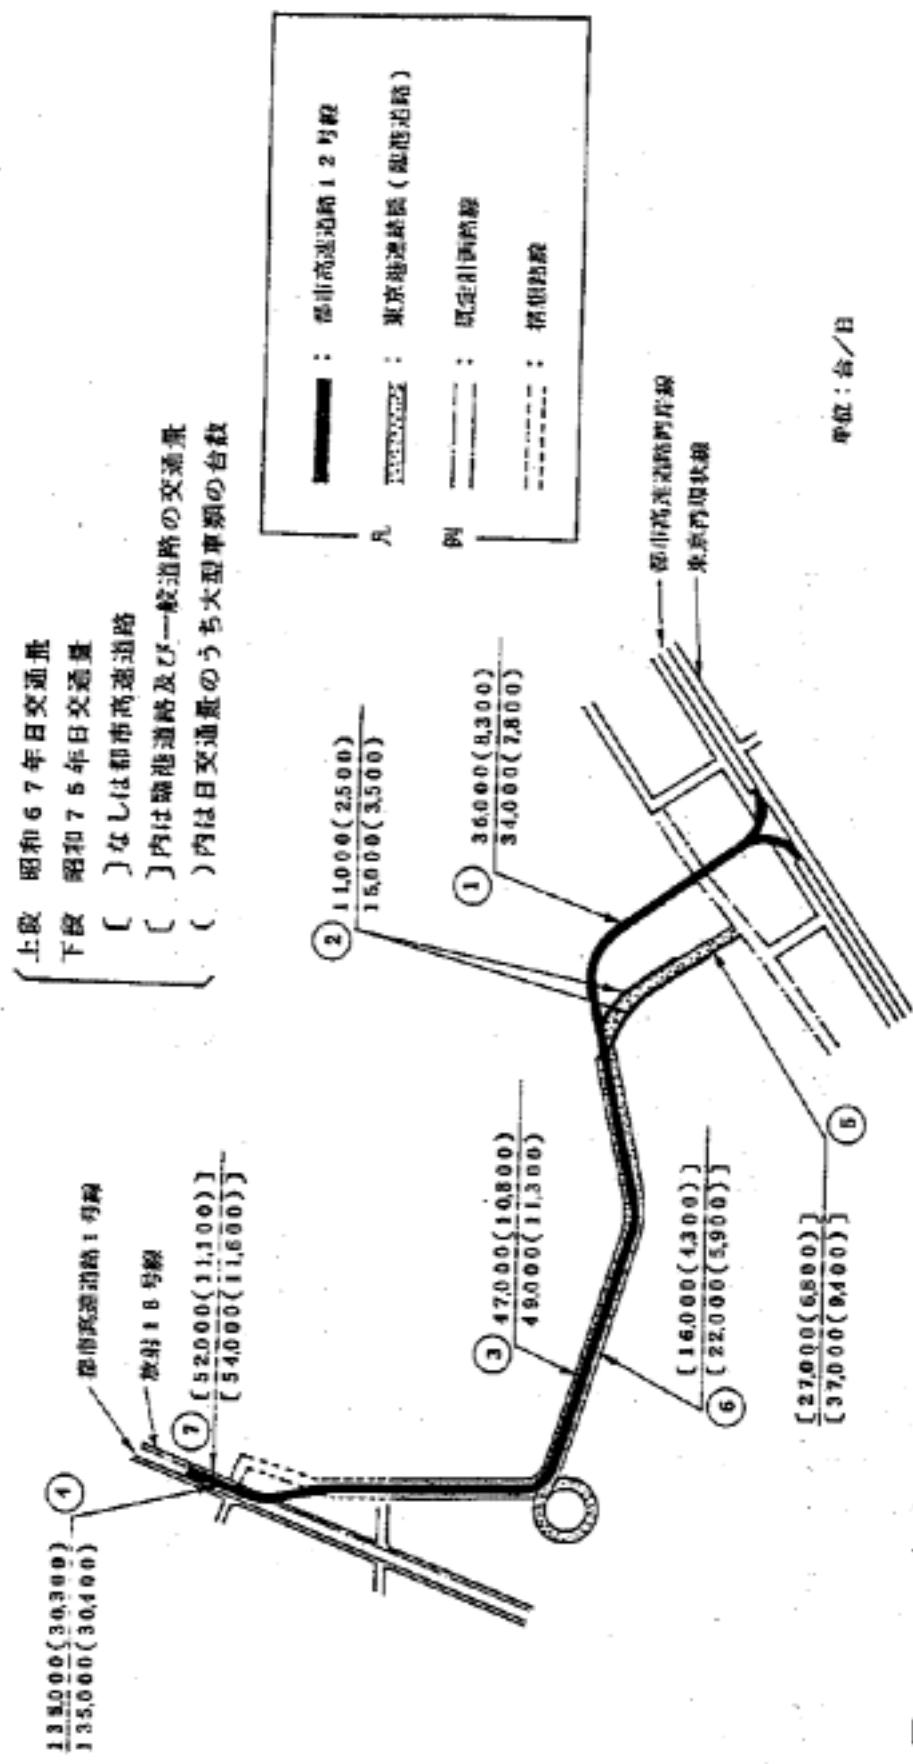 上段 昭和67年日交通量
下段 昭和75年日交通量
〔 〕なしは都市高速道路
〔 〕内は臨港道路及び一般道路の交通量
( )内は日交通量のうち大型車類の台数
凡例
: 都市高速道路12号線
: 東京港連絡橋(臨港道路)
: 既定計画路線
: 構想路線
都市高速道路1号線
放射18号線
④
135,000(30,400)
⑦
〔52,000(11,100)〕
〔54,000(11,600)〕
②
11,000(2,500)
15,000(3,500)
①
36,000(8,300)
34,000(7,800)
③
47,000(10,800)
49,000(11,300)
⑥
〔16,000(4,300)〕
〔22,000(5,900)〕
⑤
〔27,000(6,800)〕
〔37,000(9,400)〕
都市高速道路湾岸線
東京湾環状線
単位:台/日